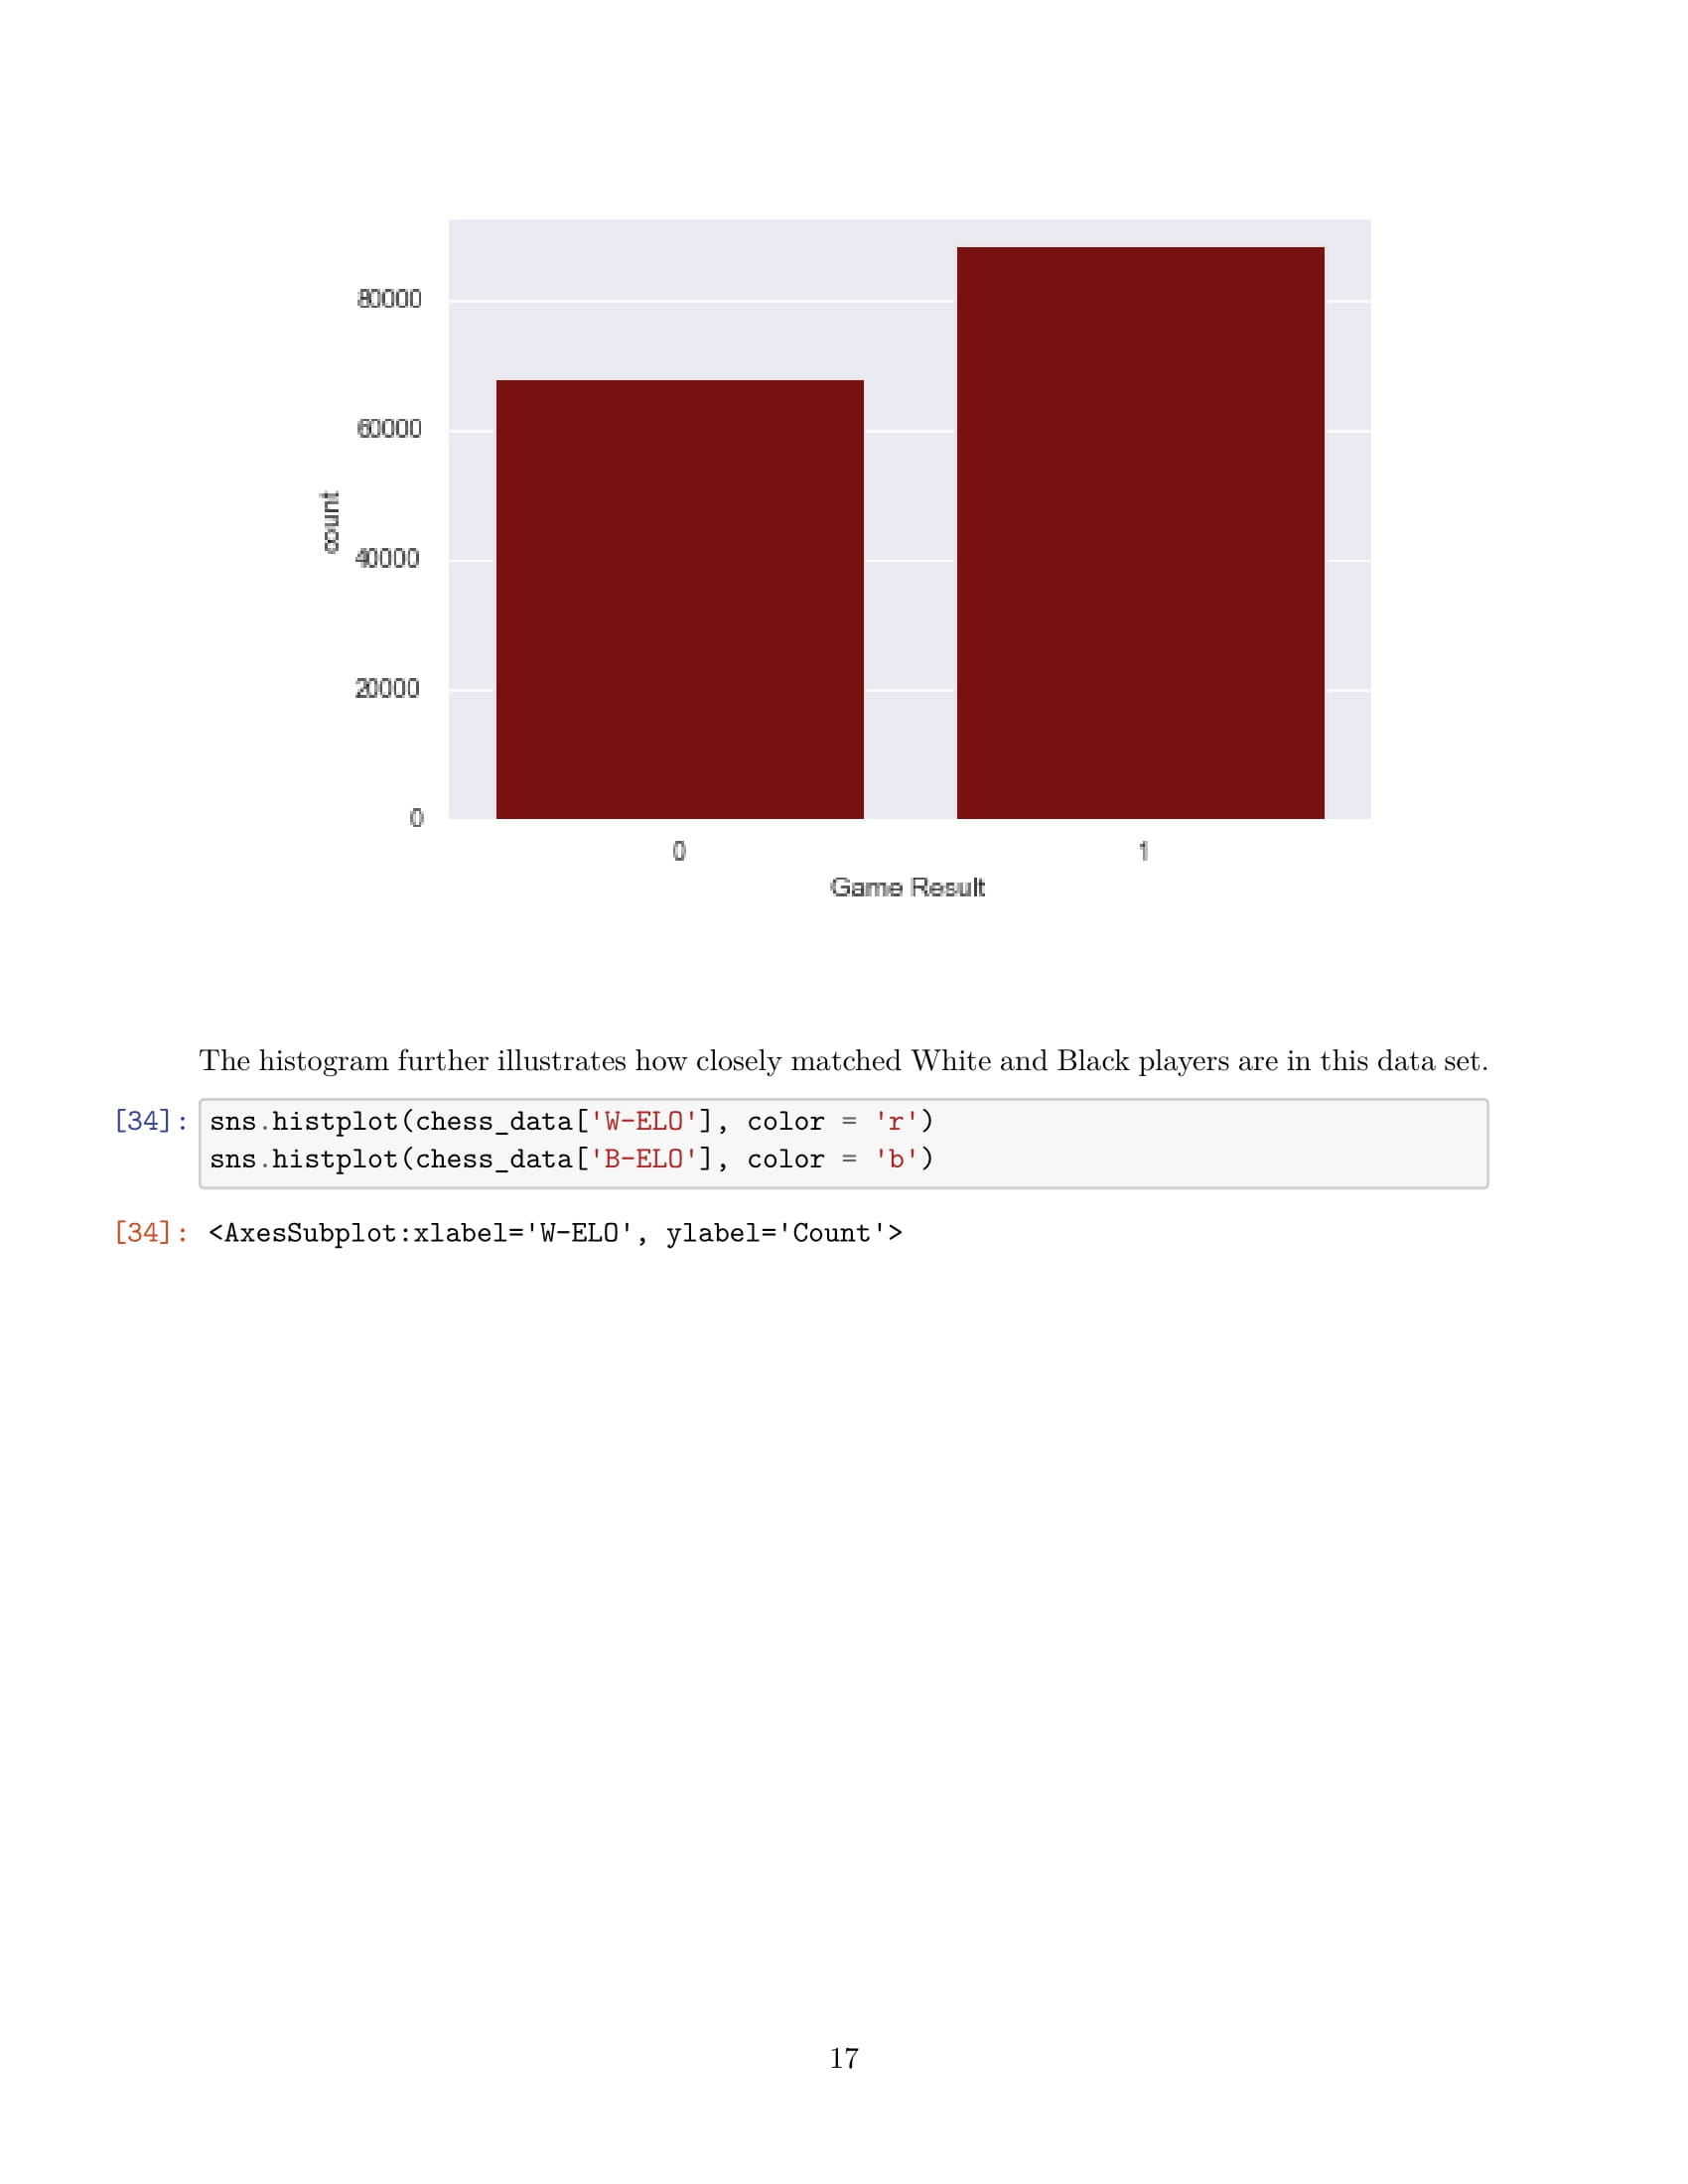 80000
60000
40000
20000
0
count
0 1
Game Result
The histogram further illustrates how closely matched White and Black players are in this data set.
[34]: sns.histplot(chess_data['W-ELO'], color = 'r')
sns.histplot(chess_data['B-ELO'], color = 'b')
[34]: <AxesSubplot:xlabel='W-ELO', ylabel='Count'>
17